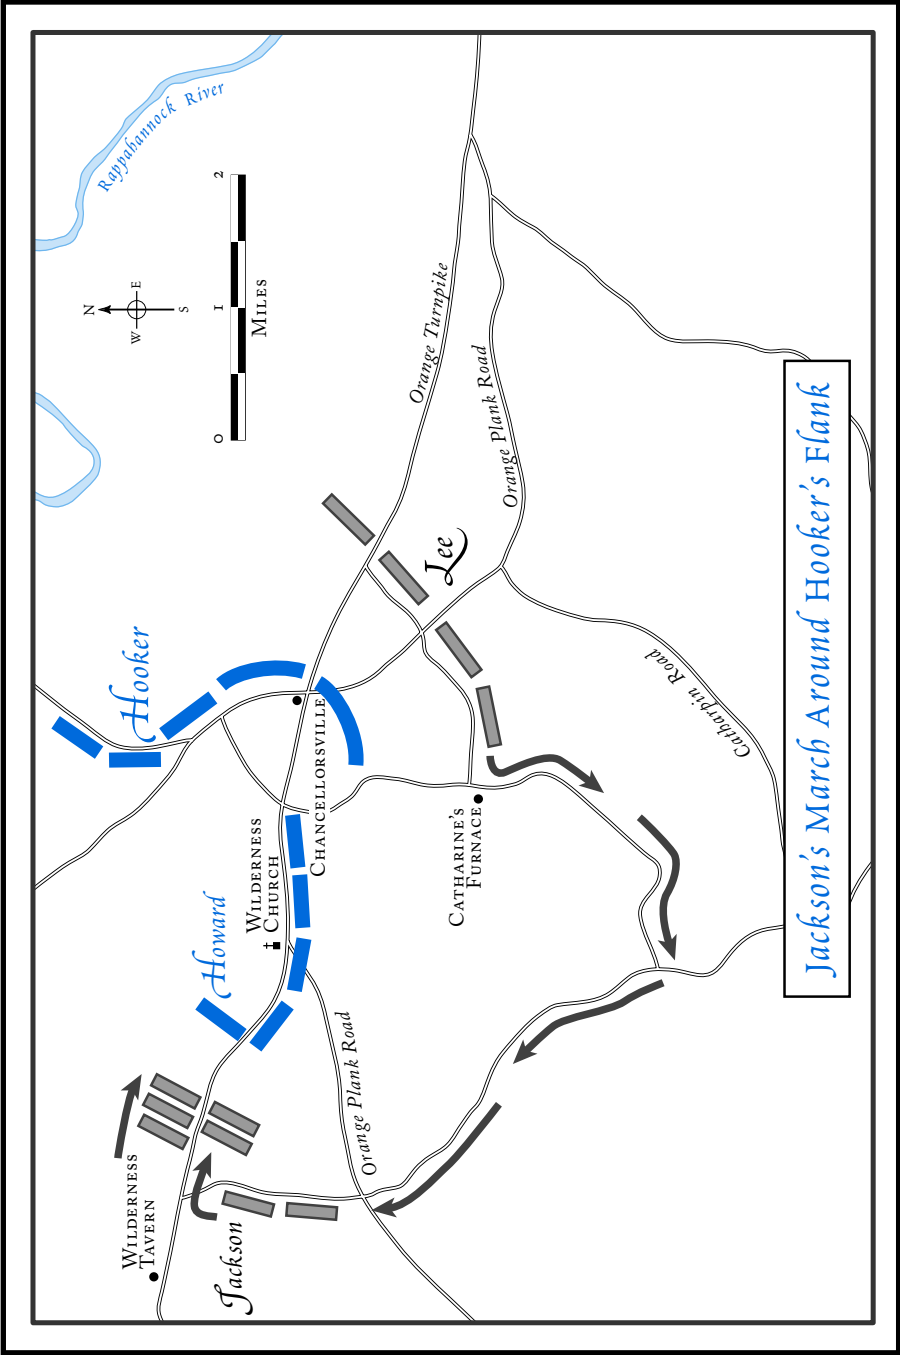 Jackson's March Around Hooker's Flank
Rappahannock River
N
E
S
W
0
1
2
Miles
Orange Turnpike
Orange Plank Road
Lee
Catharpin Road
Hooker
Chancellorsville
Catharine's
Furnace
Wilderness
Church
Howard
Orange Plank Road
Wilderness
Tavern
Jackson